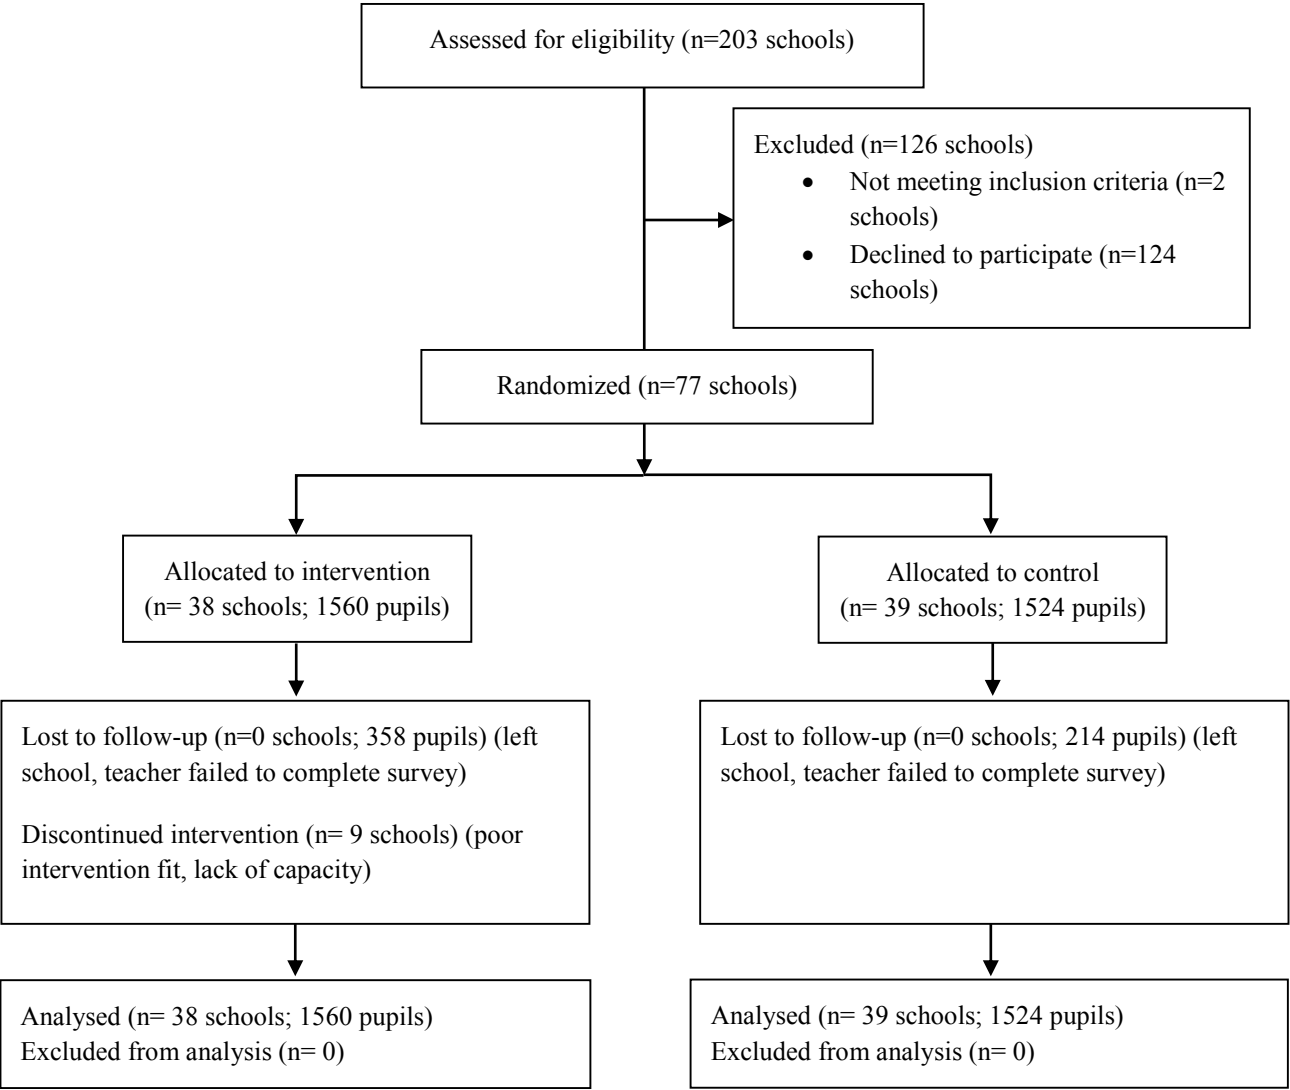 Assessed for eligibility (n=203 schools)
Excluded (n=126 schools)
• Not meeting inclusion criteria (n=2
schools)
• Declined to participate (n=124
schools)
Randomized (n=77 schools)
Allocated to intervention
(n= 38 schools; 1560 pupils)
Allocated to control
(n= 39 schools; 1524 pupils)
Lost to follow-up (n=0 schools; 358 pupils) (left
school, teacher failed to complete survey)
Discontinued intervention (n= 9 schools) (poor
intervention fit, lack of capacity)
Lost to follow-up (n=0 schools; 214 pupils) (left
school, teacher failed to complete survey)
Analysed (n= 38 schools; 1560 pupils)
Excluded from analysis (n= 0)
Analysed (n= 39 schools; 1524 pupils)
Excluded from analysis (n= 0)